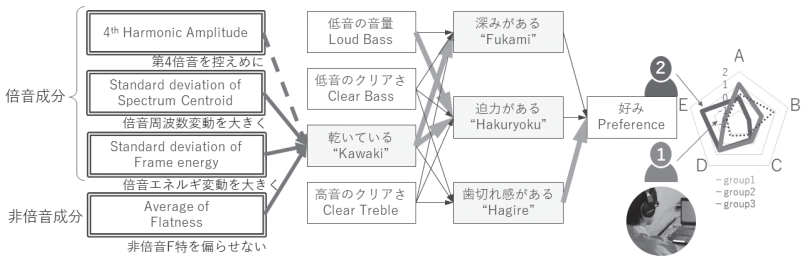 倍音成分
4th Harmonic Amplitude
第4倍音を控えめに
Standard deviation of
Spectrum Centroid
倍音周波数変動を大きく
Standard deviation of
Frame energy
倍音エネルギ変動を大きく
非倍音成分
Average of
Flatness
非倍音F特を偏らせない
低音の音量
Loud Bass
低音のクリアさ
Clear Bass
乾いている
“Kawaki”
高音のクリアさ
Clear Treble
深みがある
“Fukami”
迫力がある
“Hakuryoku”
歯切れ感がある
“Hagire”
好み
Preference
2
1
A
B
C
D
E
2
1
0
group1
group2
group3